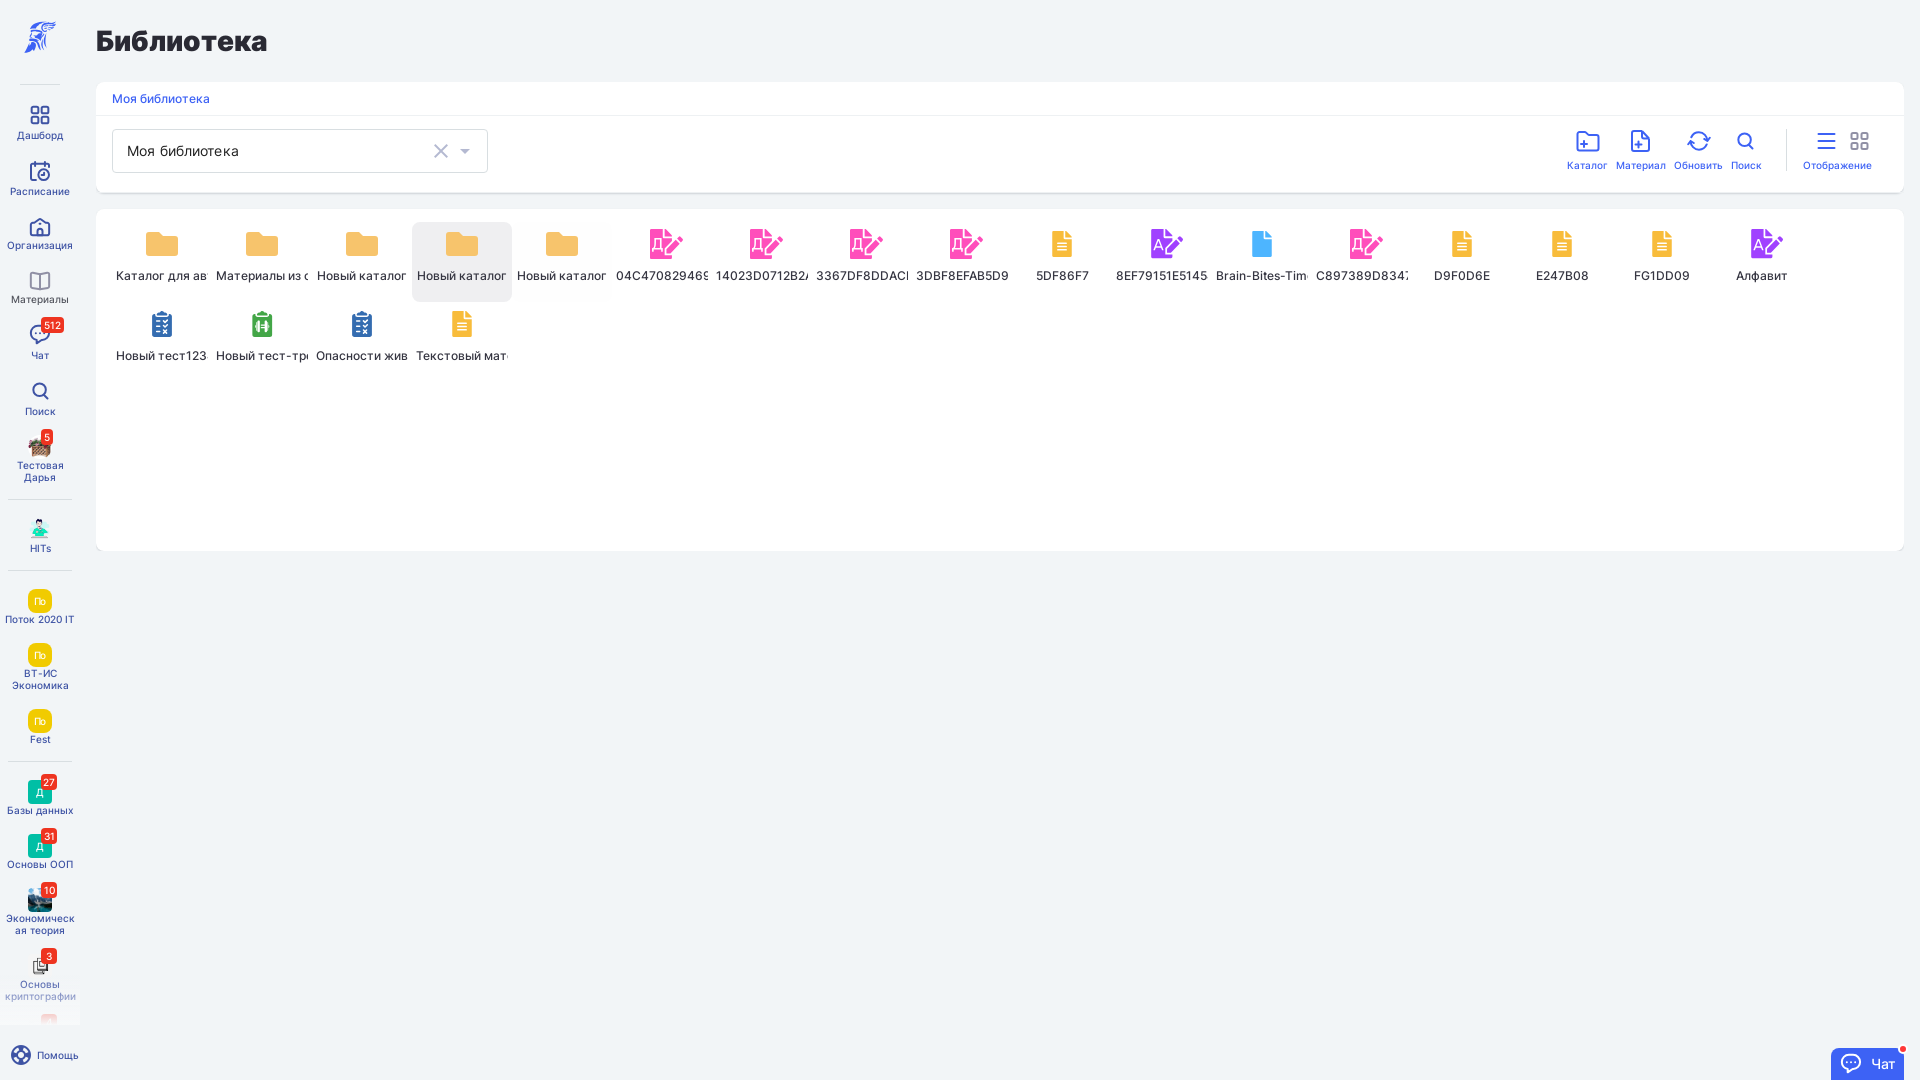 Библиотека
Моя библиотека
Моя библиотека
Каталог
Материал
Обновить
Поиск
Отображение
Дашборд
Расписание
Организация
Материалы
512
Чат
Поиск
5
Тестовая
Дарья
HITs
По
Поток 2020 IT
По
ВТ-ИС
Экономика
По
Fest
27
Д
Базы данных
31
Д
Основы ООП
10
Экономическ
ая теория
3
Основы
криптографии
Помощь
Каталог для ав
Материалы из
Новый каталог
Новый каталог
Новый каталог
Д
04C470829469
Д
14023D0712B2
Д
3367DF8DDAC
Д
3DBF8EFAB5D9
5DF86F7
A
8EF79151E5145
Brain-Bites-Tim
Д
C897389D8347
D9F0D6E
E247B08
FG1DD09
A
Алфавит
Новый тест123
Новый тест-тр
Опасности жив
Текстовый мат
Чат